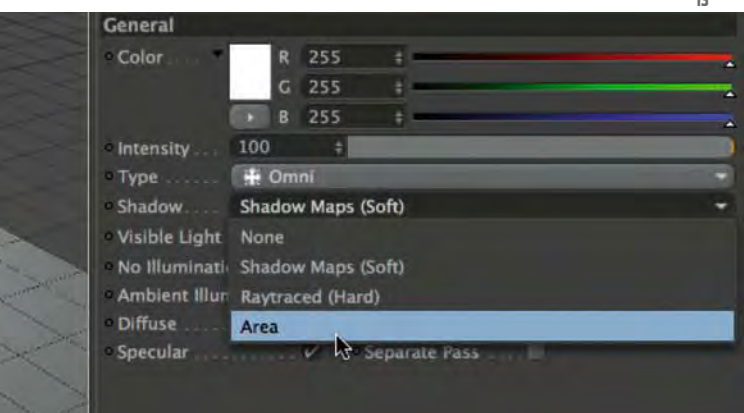 13
General
Color R 255
G 255
B 255
Intensity 100
Type Omni
Shadow Shadow Maps (Soft)
Visible Light None
No Illuminati Shadow Maps (Soft)
Ambient Illun Raytraced (Hard)
Diffuse Area
Specular Separate Pass